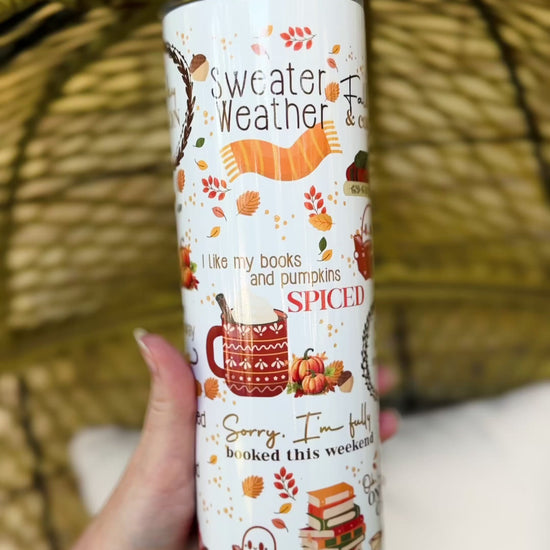 Sweater
Weather
I like my books
and pumpkins
SPICED
Sorry, I'm fully
booked this weekend